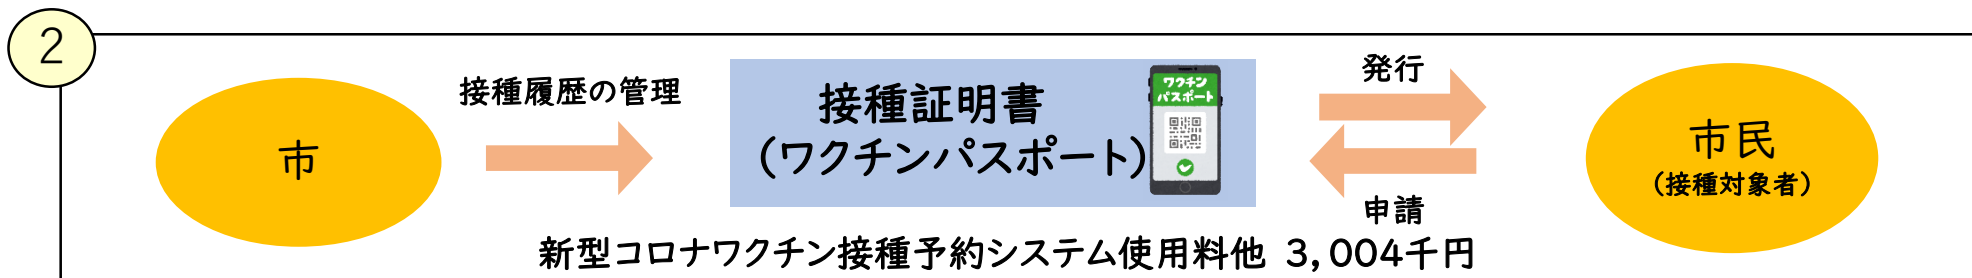 2
市
接種履歴の管理
接種証明書
(ワクチンパスポート)
ワクチン
パスポート
発行
申請
市民
(接種対象者)
新型コロナワクチン接種予約システム使用料他 3,004千円